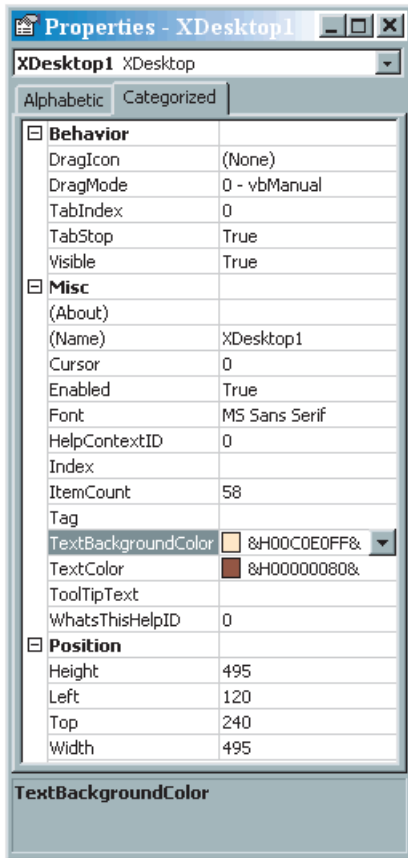 Properties - XDesktop1
XDesktop1 XDesktop
Alphabetic Categorized
Behavior
DragIcon (None)
DragMode 0 - vbManual
TabIndex 0
TabStop True
Visible True
Misc
(About)
(Name) XDesktop1
Cursor 0
Enabled True
Font MS Sans Serif
HelpContextID 0
Index
ItemCount 58
Tag
TextBackgroundColor &H00C0E0FF&
TextColor &H00000080&
ToolTipText
WhatsThisHelpID 0
Position
Height 495
Left 120
Top 240
Width 495
TextBackgroundColor